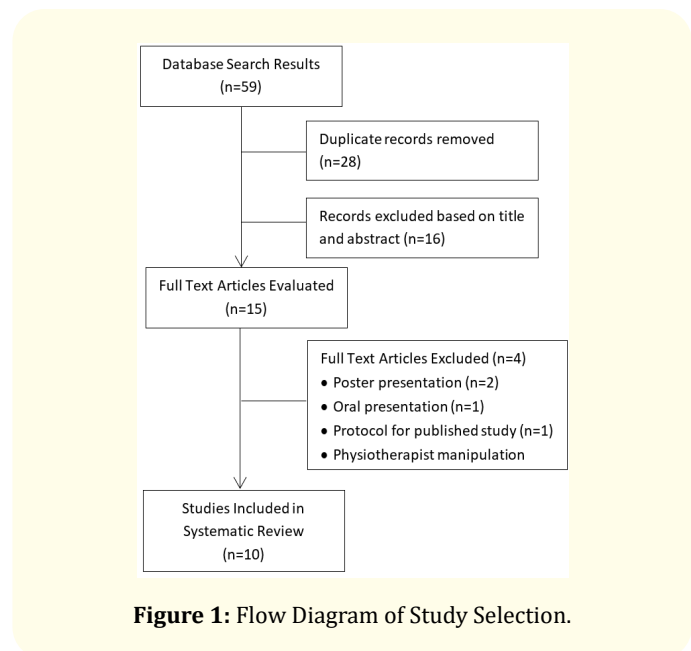 Database Search Results
(n=59)
Duplicate records removed
(n=28)
Records excluded based on title
and abstract (n=16)
Full Text Articles Evaluated
(n=15)
Full Text Articles Excluded (n=4)
• Poster presentation (n=2)
• Oral presentation (n=1)
• Protocol for published study (n=1)
• Physiotherapist manipulation
Studies Included in
Systematic Review
(n=10)
Figure 1: Flow Diagram of Study Selection.